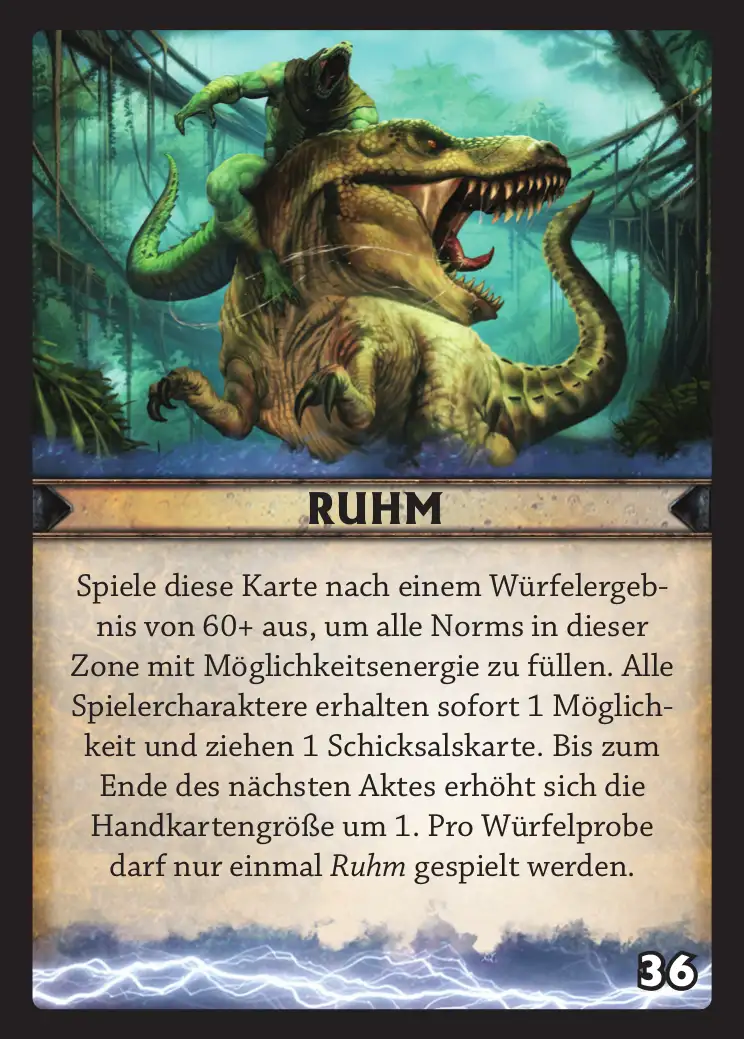 RUHM
Spiele diese Karte nach einem Würfelergeb-
nis von 60+ aus, um alle Norms in dieser
Zone mit Möglichkeitsenergie zu füllen. Alle
Spielercharaktere erhalten sofort 1 Möglich-
keit und ziehen 1 Schicksalskarte. Bis zum
Ende des nächsten Aktes erhöht sich die
Handkartengröße um 1. Pro Würfelprobe
darf nur einmal Ruhm gespielt werden.
36